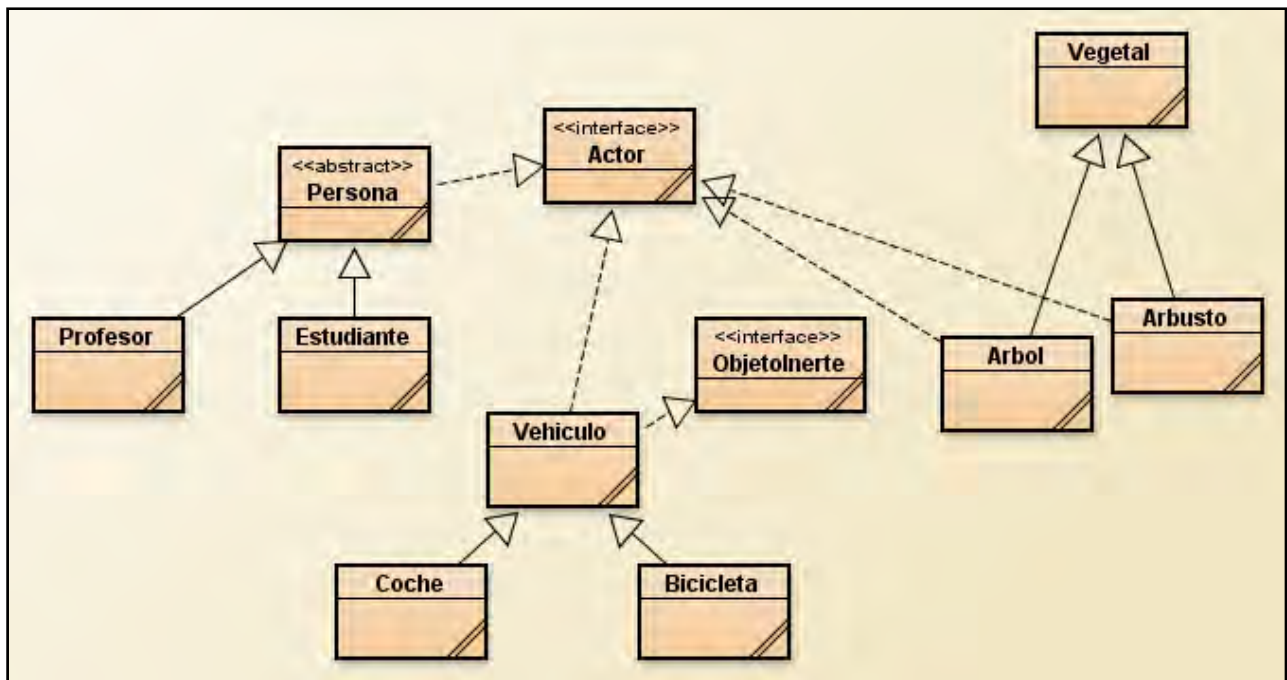 Vegetal
<<interface>>
Actor
<<abstract>>
Persona
Profesor
Estudiante
<<interface>>
ObjetoInerte
Arbol
Arbusto
Vehiculo
Coche
Bicicleta